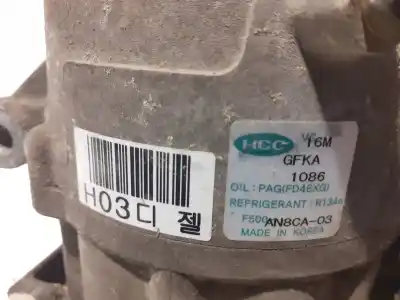 HCC
16M
GFKA
1086
OIL: PAG(FD46XG)
REFRIGERANT: R134a
F500
AN8CA-03
MADE IN KOREA
H03디 젤